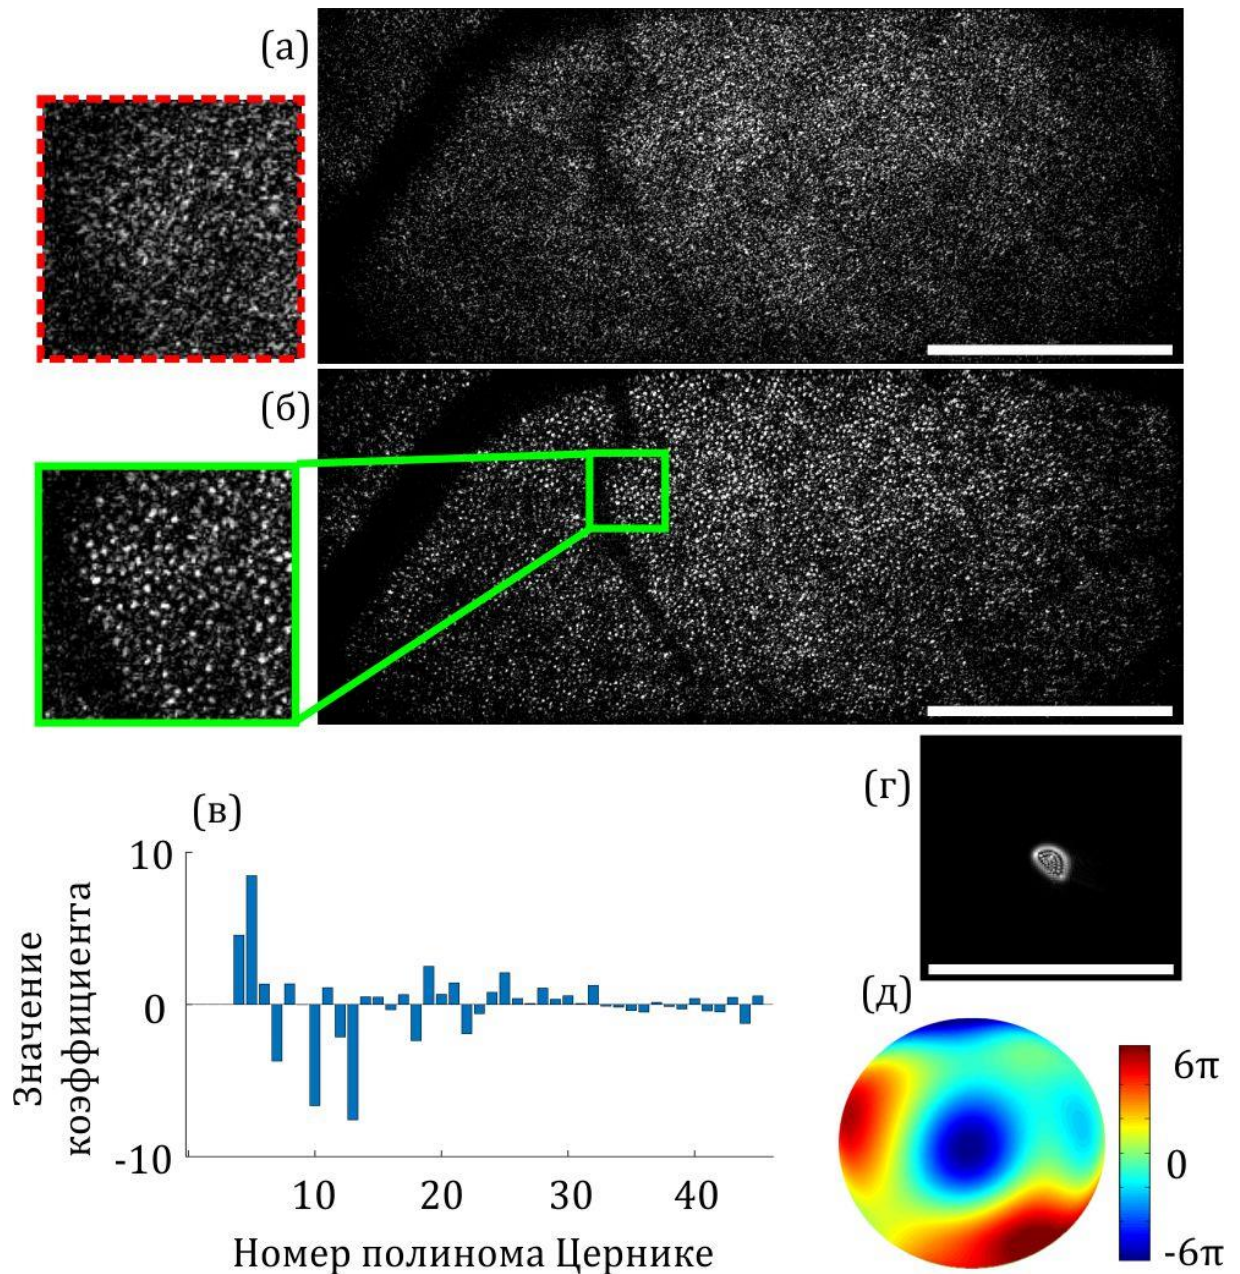 (а)
(б)
(в)
10
0
-10
Значение
коэффициента
10
20
30
40
Номер полинома Цернике
(г)
(д)
6π
0
-6π